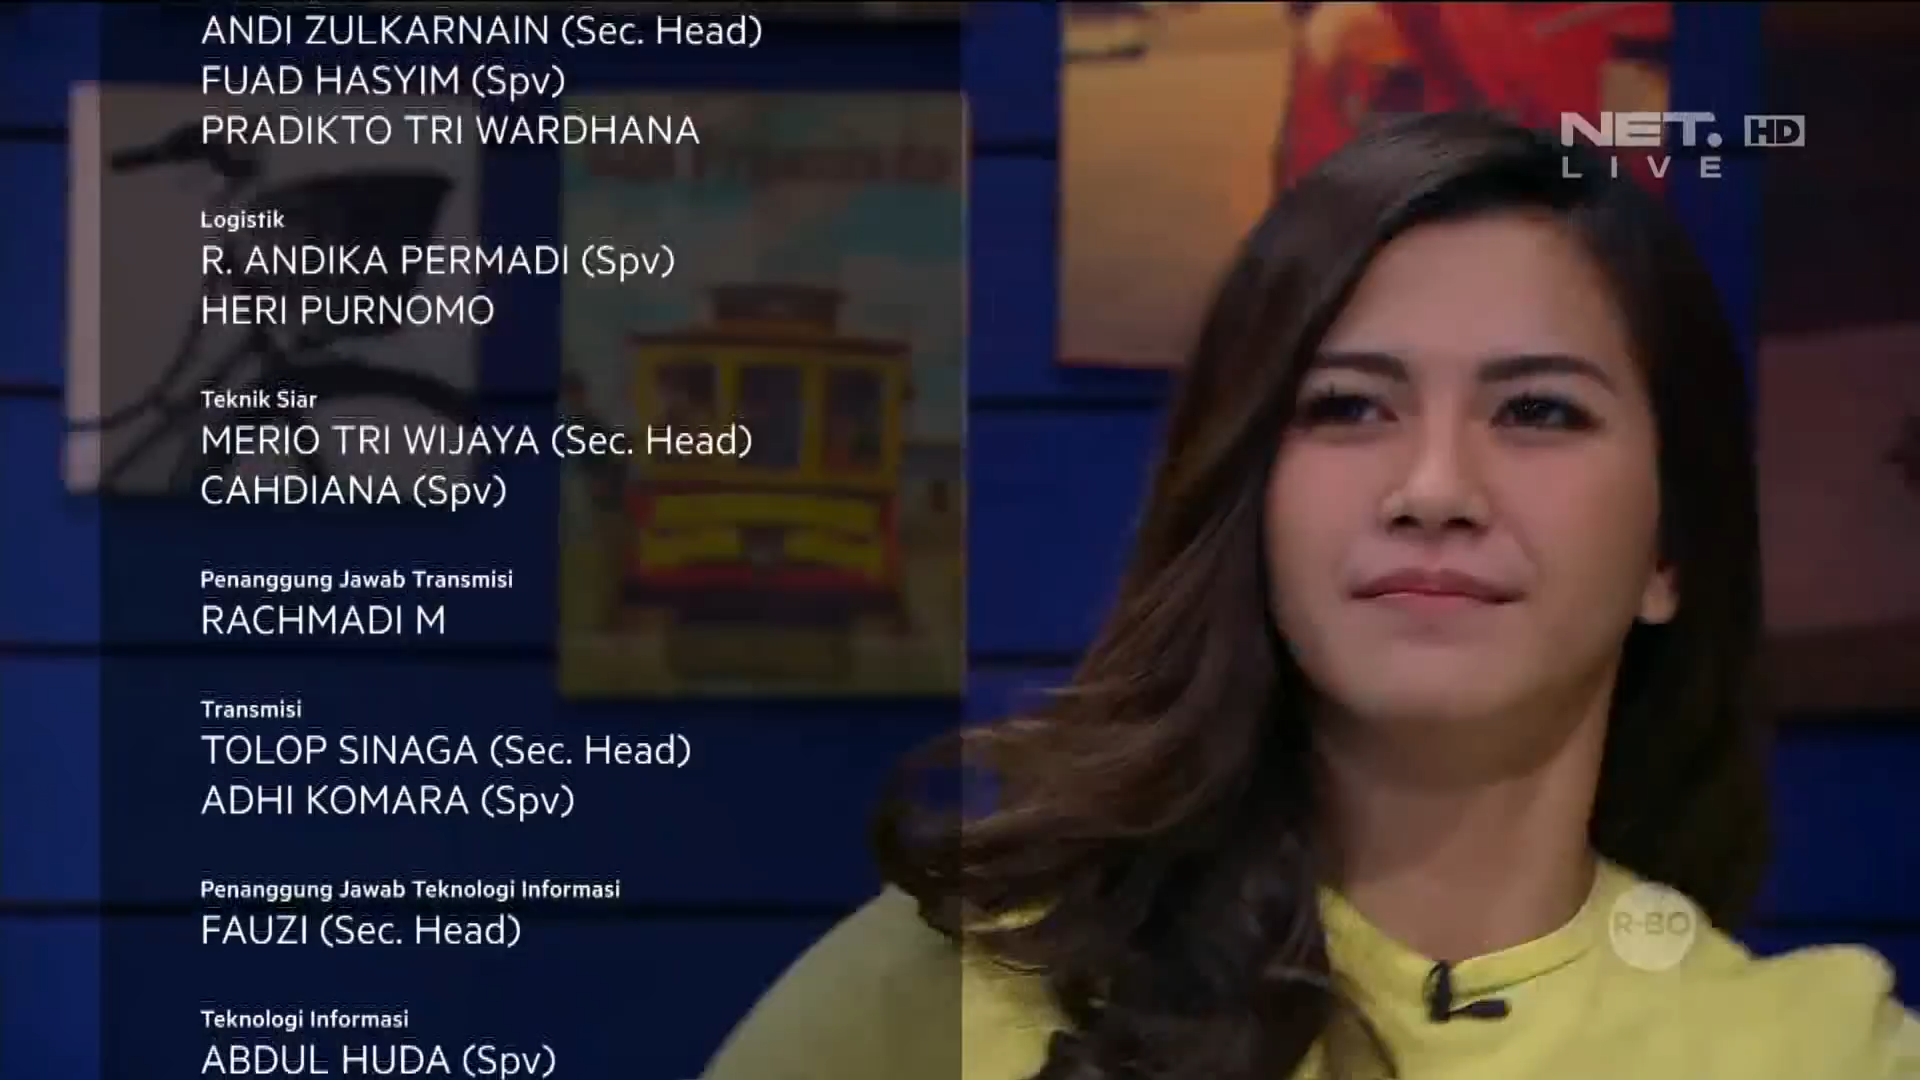 ANDI ZULKARNAIN (Sec. Head)
FUAD HASYIM (Spv)
PRADIKTO TRI WARDHANA
Logistik
R. ANDIKA PERMADI (Spv)
HERI PURNOMO
Teknik Siar
MERIO TRI WIJAYA (Sec. Head)
CAHDIANA (Spv)
Penanggung Jawab Transmisi
RACHMADI M
Transmisi
TOLOP SINAGA (Sec. Head)
ADHI KOMARA (Spv)
Penanggung Jawab Teknologi Informasi
FAUZI (Sec. Head)
Teknologi Informasi
ABDUL HUDA (Spv)
NET. HD
LIVE
R-BO